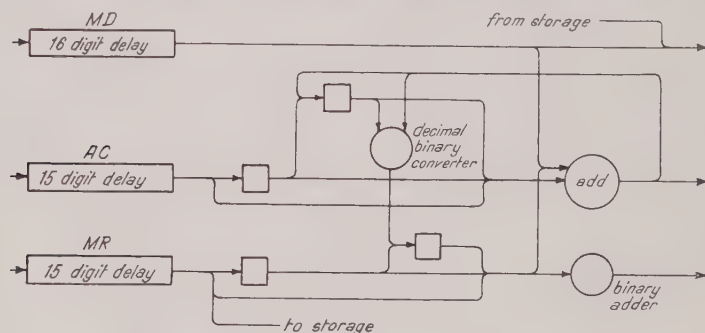 MD
from storage
16 digit delay
decimal
binary
converter
AC
15 digit delay
add
MR
15 digit delay
binary
adder
to storage